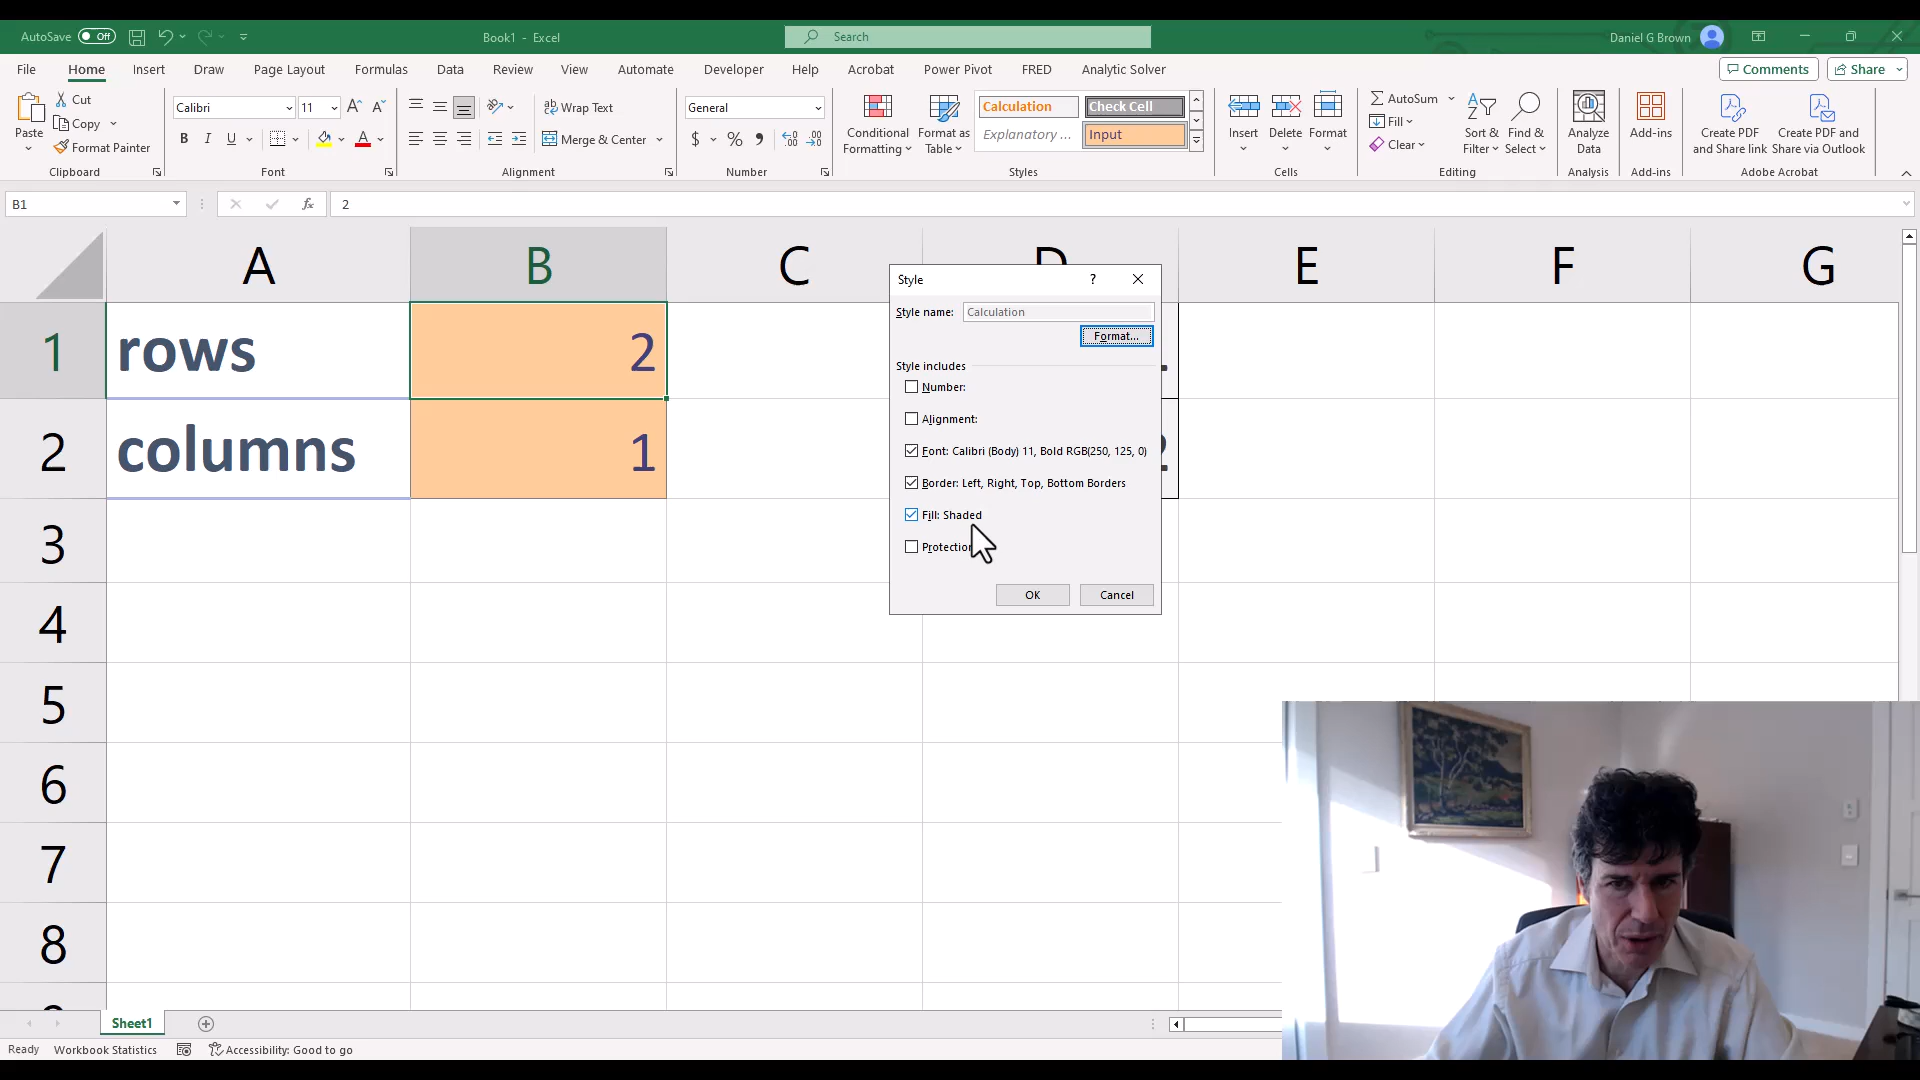 AutoSave Off Book1 - Excel Search Daniel G Brown
File Home Insert Draw Page Layout Formulas Data Review View Automate Developer Help Acrobat Power Pivot FRED Analytic Solver Comments Share
Paste Cut Copy Format Painter Clipboard
Calibri 11 B I U Font
Wrap Text Merge & Center Alignment
General $ % Number
Conditional Formatting Format as Table
Calculation Check Cell
Explanatory ... Input
Styles
Insert Delete Format Cells
AutoSum Fill Clear Sort & Filter Find & Select Editing
Analyze Data Analysis
Add-ins Add-ins
Create PDF and Share link Create PDF and Share via Outlook Adobe Acrobat
B1 fx 2
A B C D E F G
1 rows 2
2 columns 1
3
4
5
6
7
8
Style ?
Style name: Calculation
Format...
Style includes
Number:
Alignment:
Font: Calibri (Body) 11, Bold RGB(250, 125, 0)
Border: Left, Right, Top, Bottom Borders
Fill: Shaded
Protection
OK Cancel
Sheet1
Ready Workbook Statistics Accessibility: Good to go